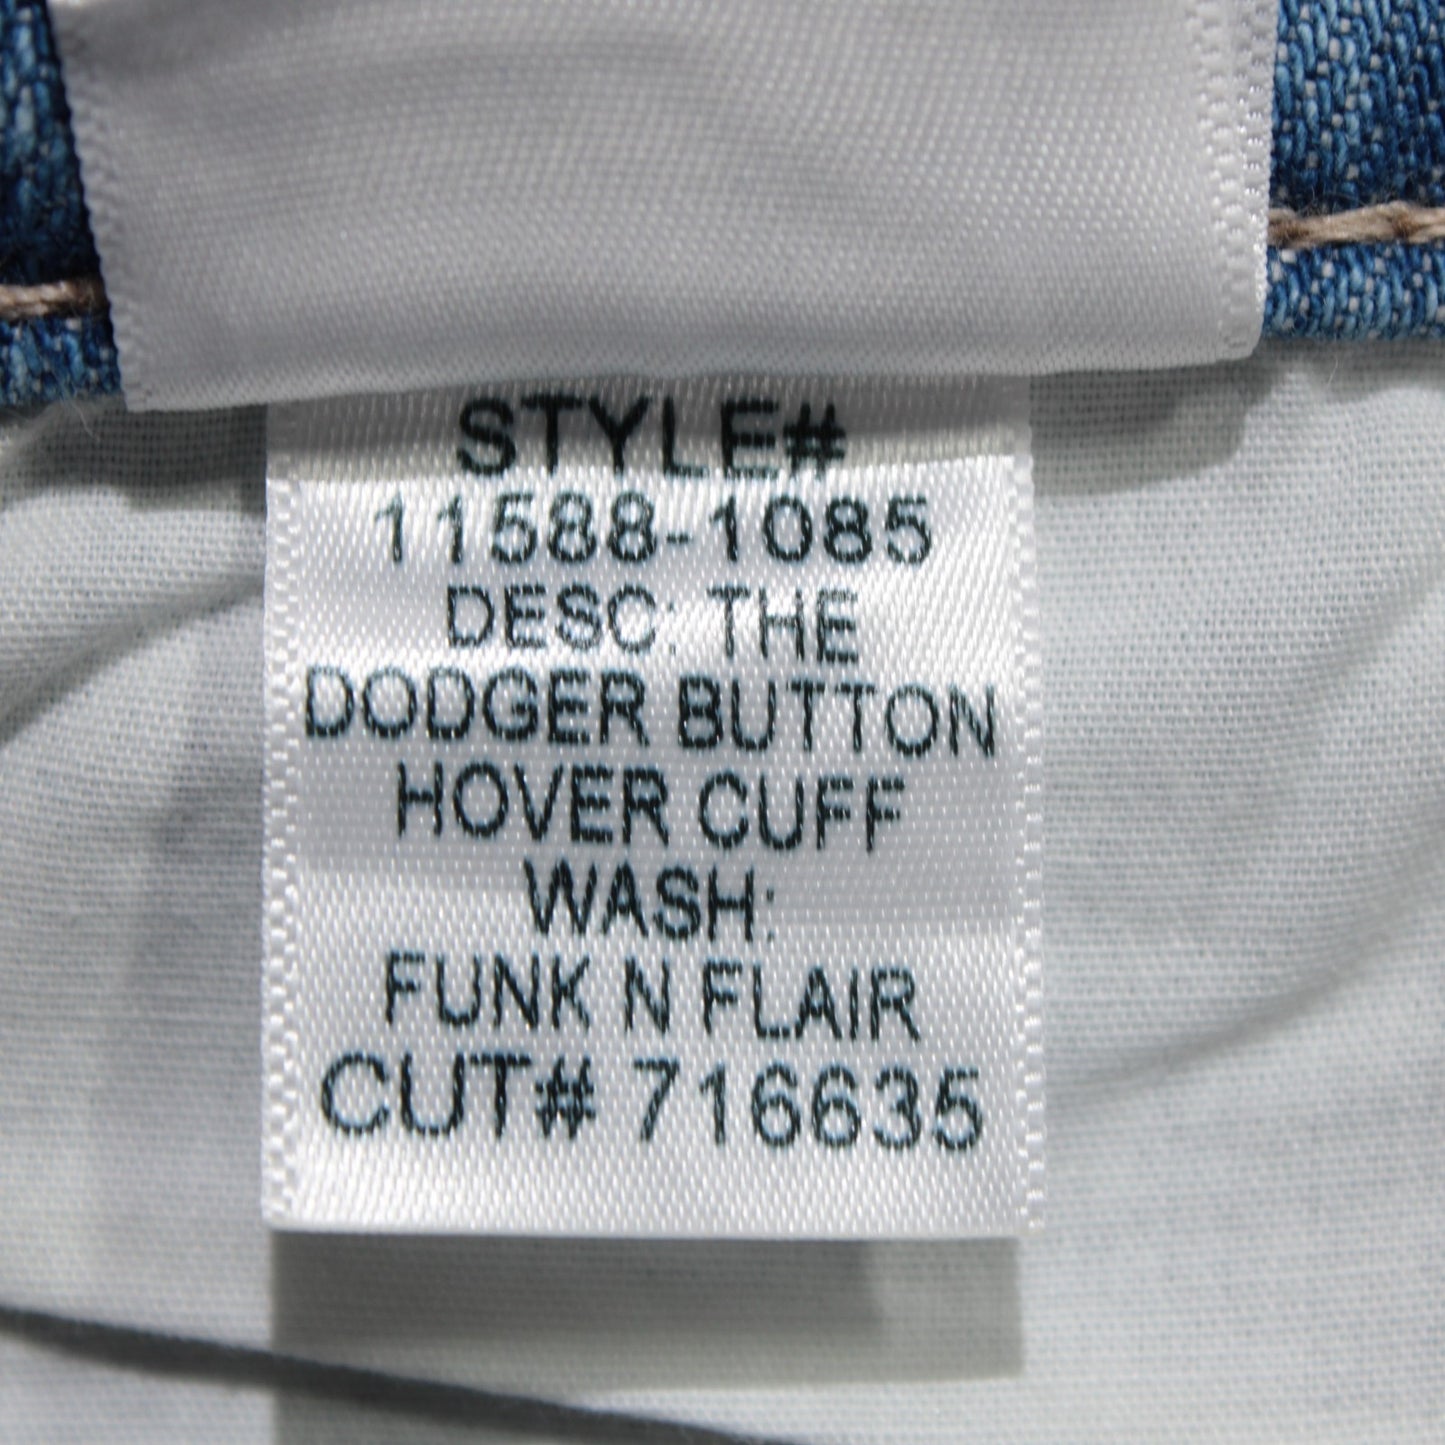 STYLE#
11588-1085
DESC: THE
DODGER BUTTON
HOVER CUFF
WASH:
FUNK N FLAIR
CUT# 716635